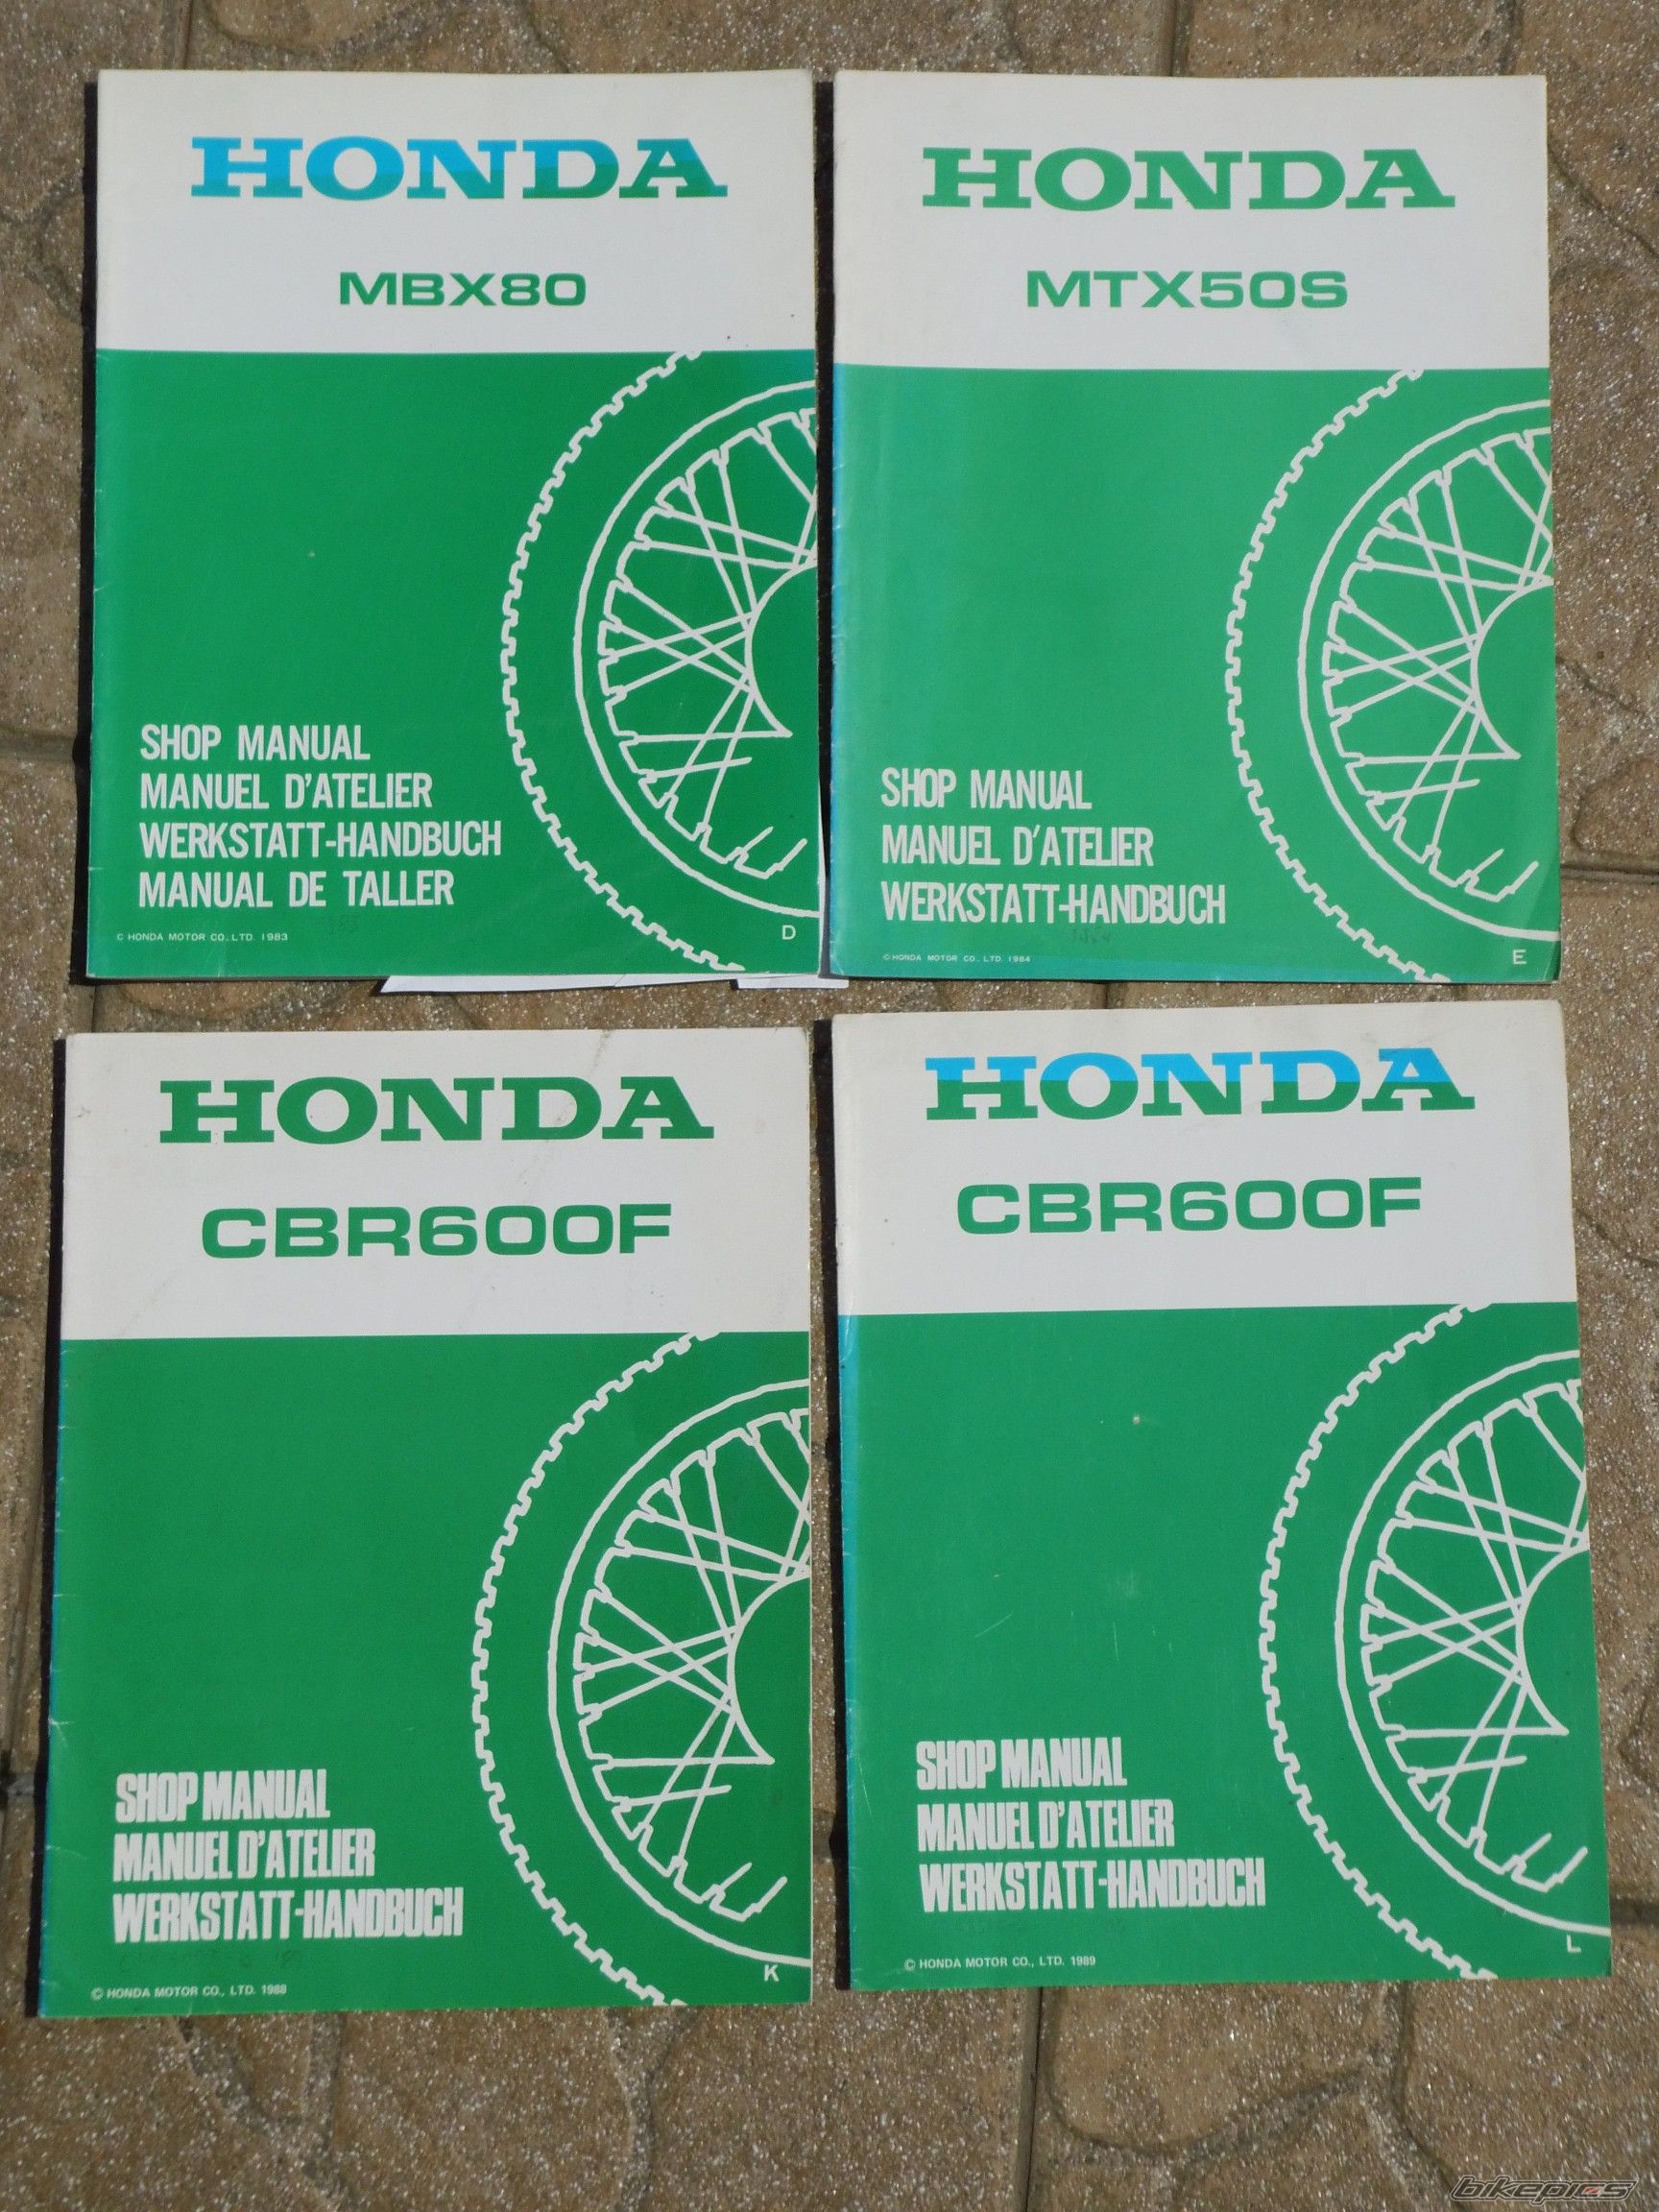 HONDA
MBX80
SHOP MANUAL
MANUEL D'ATELIER
WERKSTATT-HANDBUCH
MANUAL DE TALLER
© HONDA MOTOR CO., LTD. 1983
D
HONDA
MTX50S
SHOP MANUAL
MANUEL D'ATELIER
WERKSTATT-HANDBUCH
© HONDA MOTOR CO., LTD. 1984
E
HONDA
CBR600F
SHOP MANUAL
MANUEL D'ATELIER
WERKSTATT-HANDBUCH
© HONDA MOTOR CO., LTD. 1988
K
HONDA
CBR600F
SHOP MANUAL
MANUEL D'ATELIER
WERKSTATT-HANDBUCH
© HONDA MOTOR CO., LTD. 1989
L
bikepics